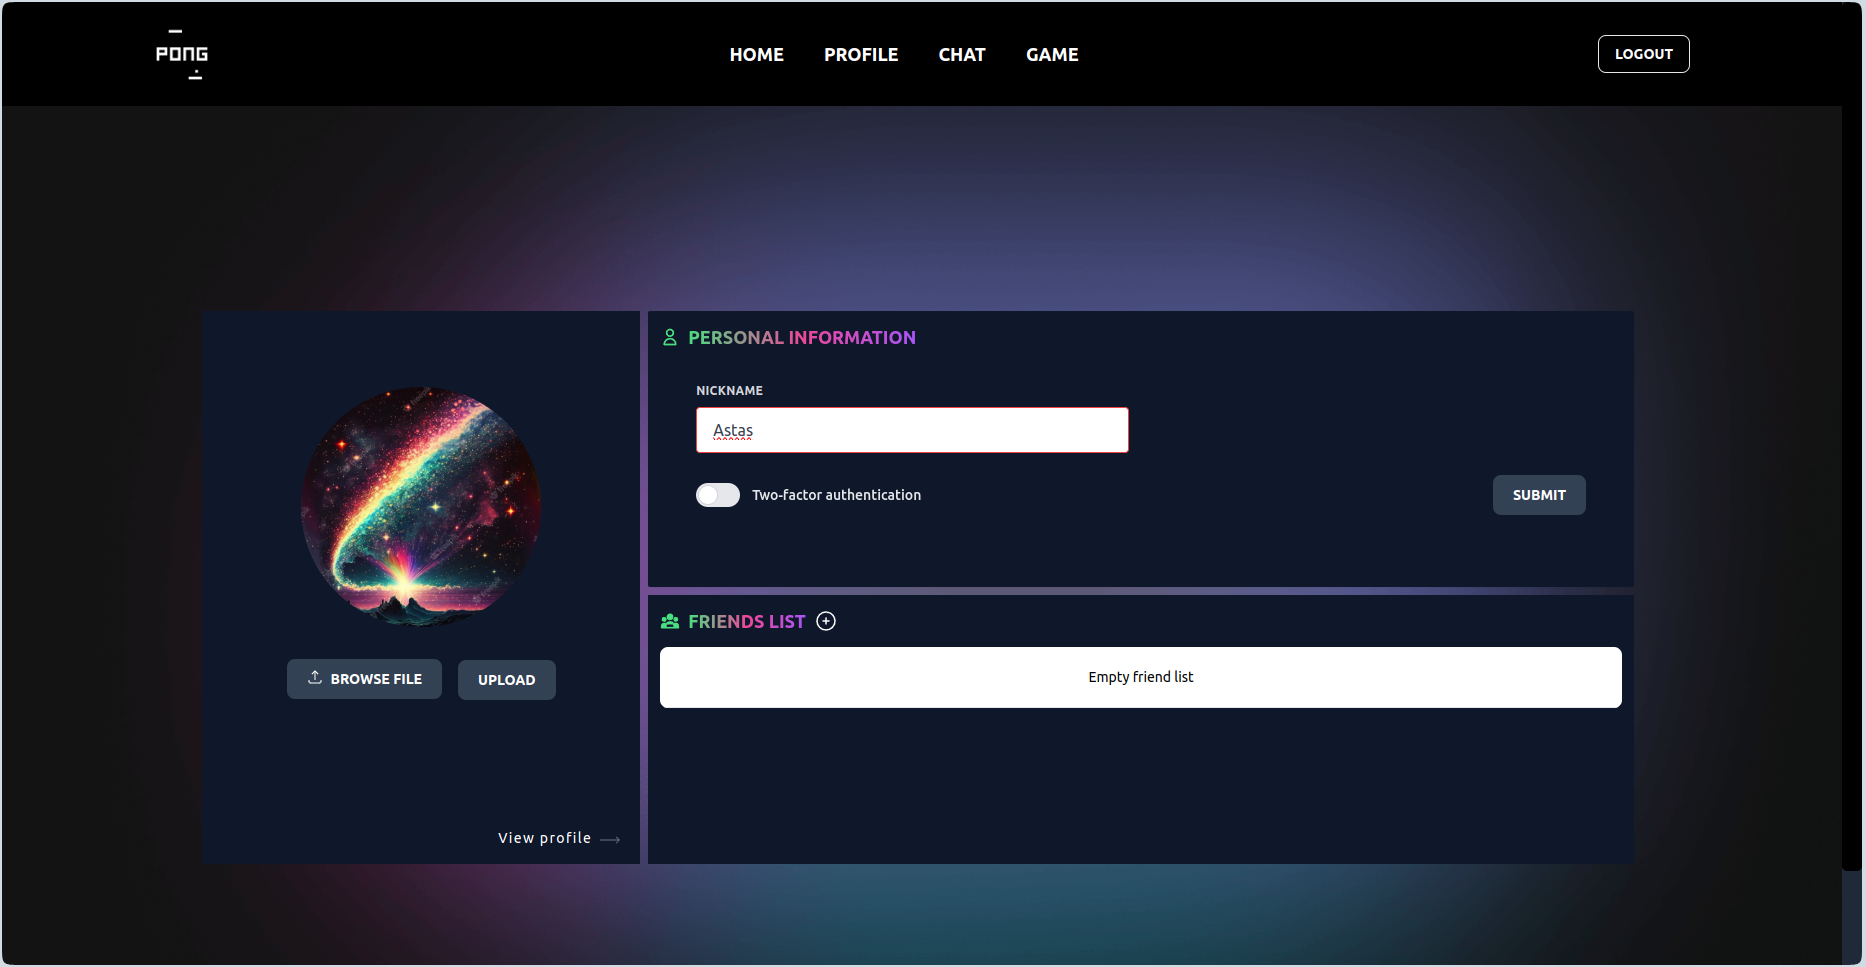 PONG
HOME PROFILE CHAT GAME
LOGOUT
PERSONAL INFORMATION
NICKNAME
Astas
Two-factor authentication
SUBMIT
BROWSE FILE UPLOAD
View profile
FRIENDS LIST
Empty friend list